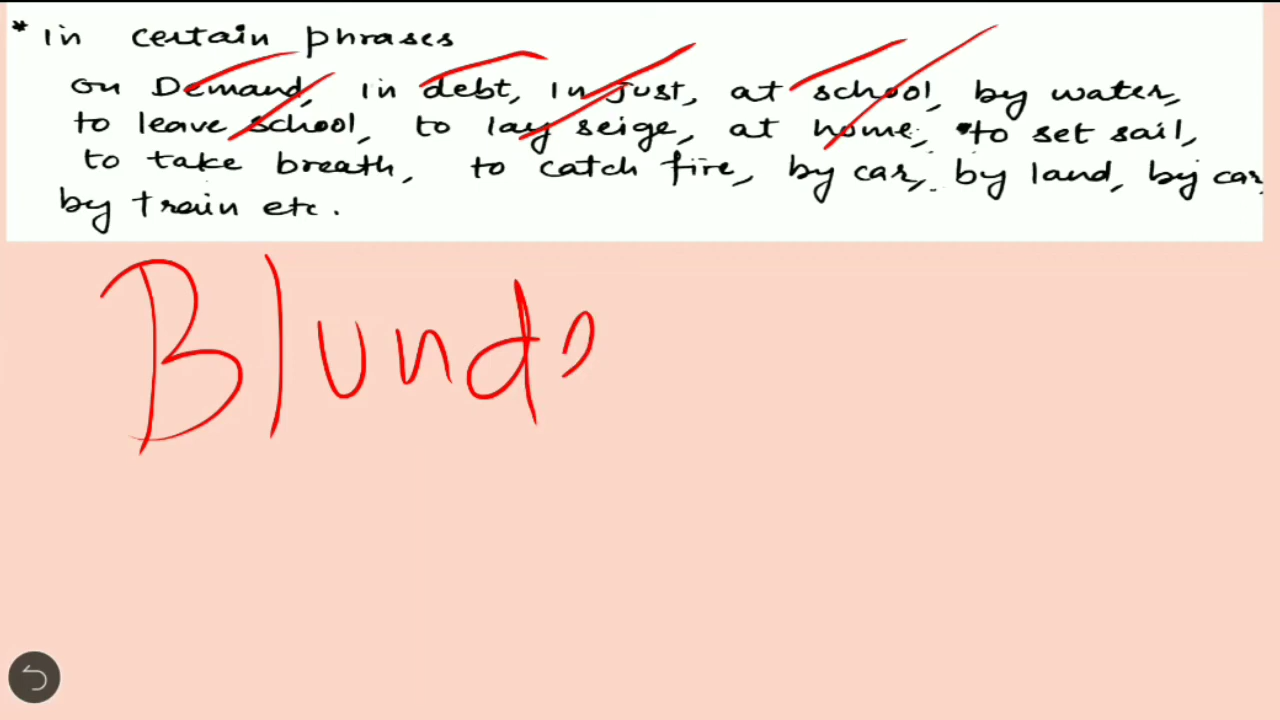 * In certain phrases
on Demand, in debt, in just, at school, by water,
to leave school, to lay seige, at home, to set sail,
to take breath, to catch fire, by car, by land, by car,
by train etc.
Blund